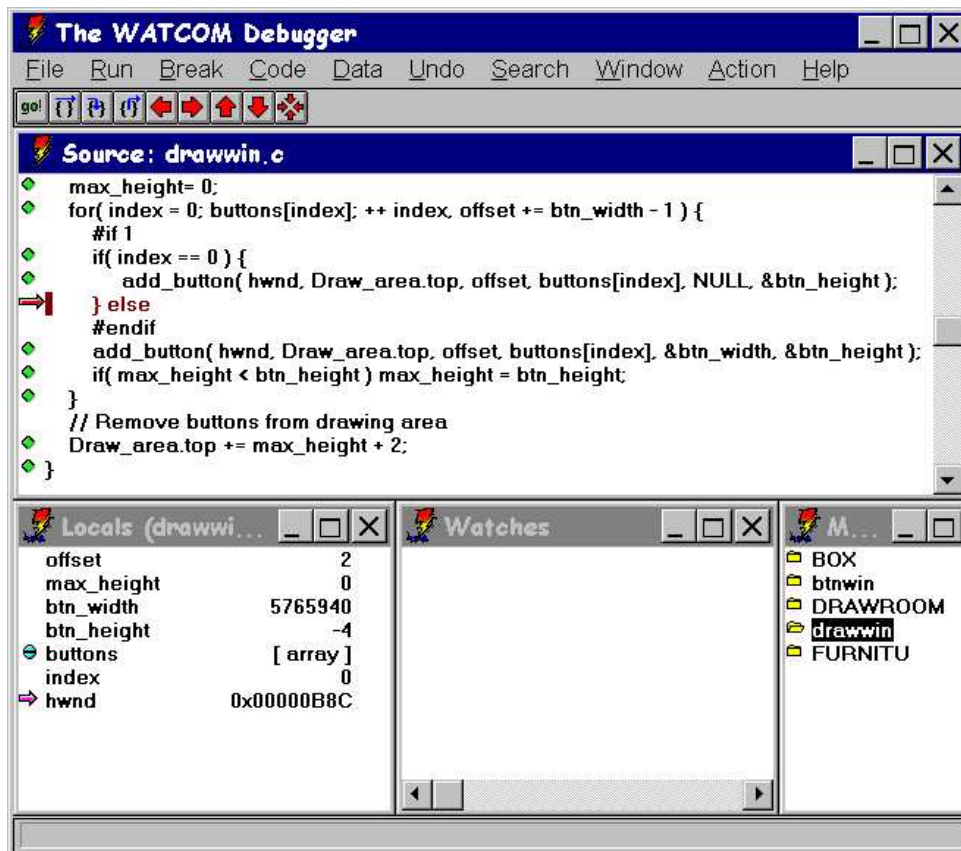 The WATCOM Debugger
File Run Break Code Data Undo Search Window Action Help
go!
Source: drawwin.c
max_height= 0;
for( index = 0; buttons[index]; ++ index, offset += btn_width - 1 ) {
#if 1
if( index == 0 ) {
add_button( hwnd, Draw_area.top, offset, buttons[index], NULL, &btn_height );
} else
#endif
add_button( hwnd, Draw_area.top, offset, buttons[index], &btn_width, &btn_height );
if( max_height < btn_height ) max_height = btn_height;
}
// Remove buttons from drawing area
Draw_area.top += max_height + 2;
}
Locals (drawwi...
offset 2
max_height 0
btn_width 5765940
btn_height -4
buttons [ array ]
index 0
hwnd 0x00000B8C
Watches
M...
BOX
btnwin
DRAWROOM
drawwin
FURNITU